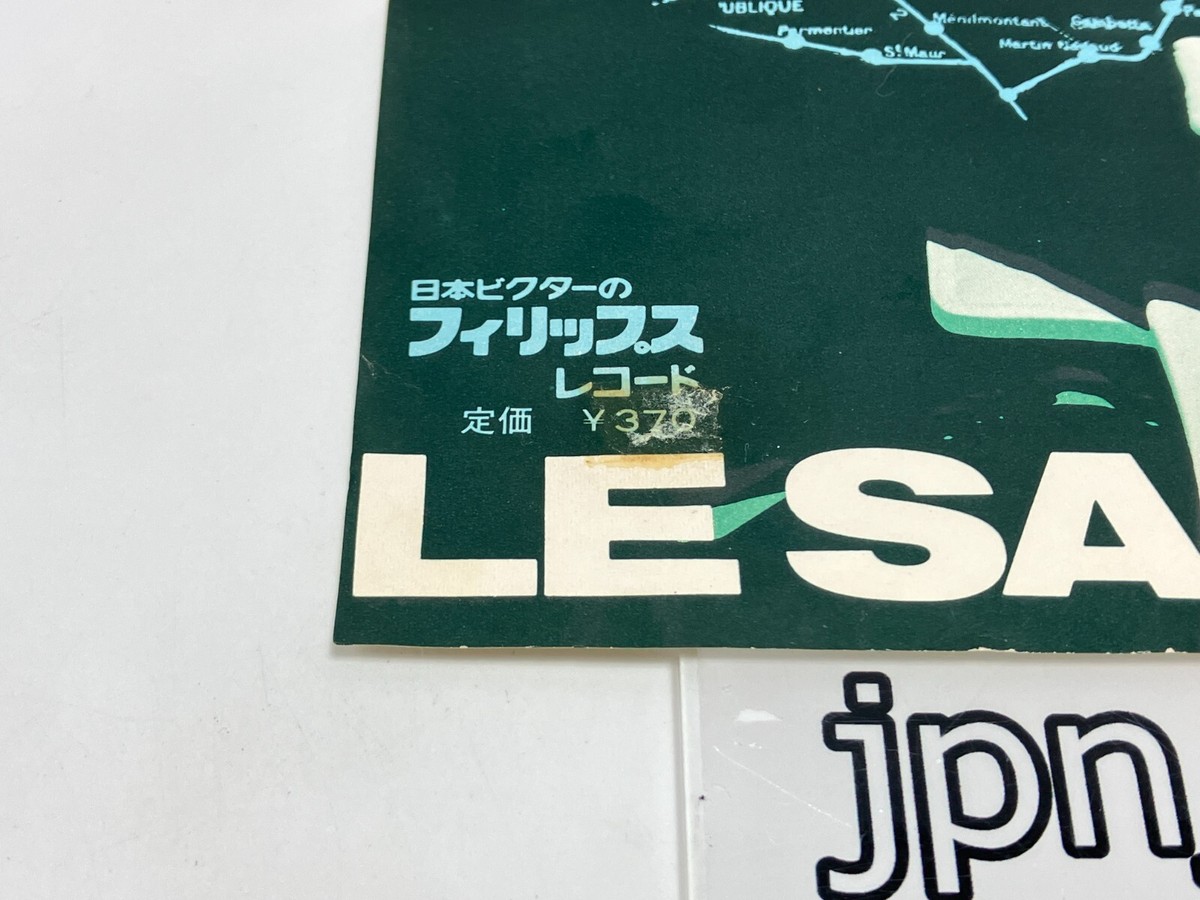 UBLIQUE
Parmentier
St Maur
2
Ménilmontant
Gambetta
Martin Nadaud
日本ビクターの
フィリップス
レコード
定価 ￥370
LE SA
jpn